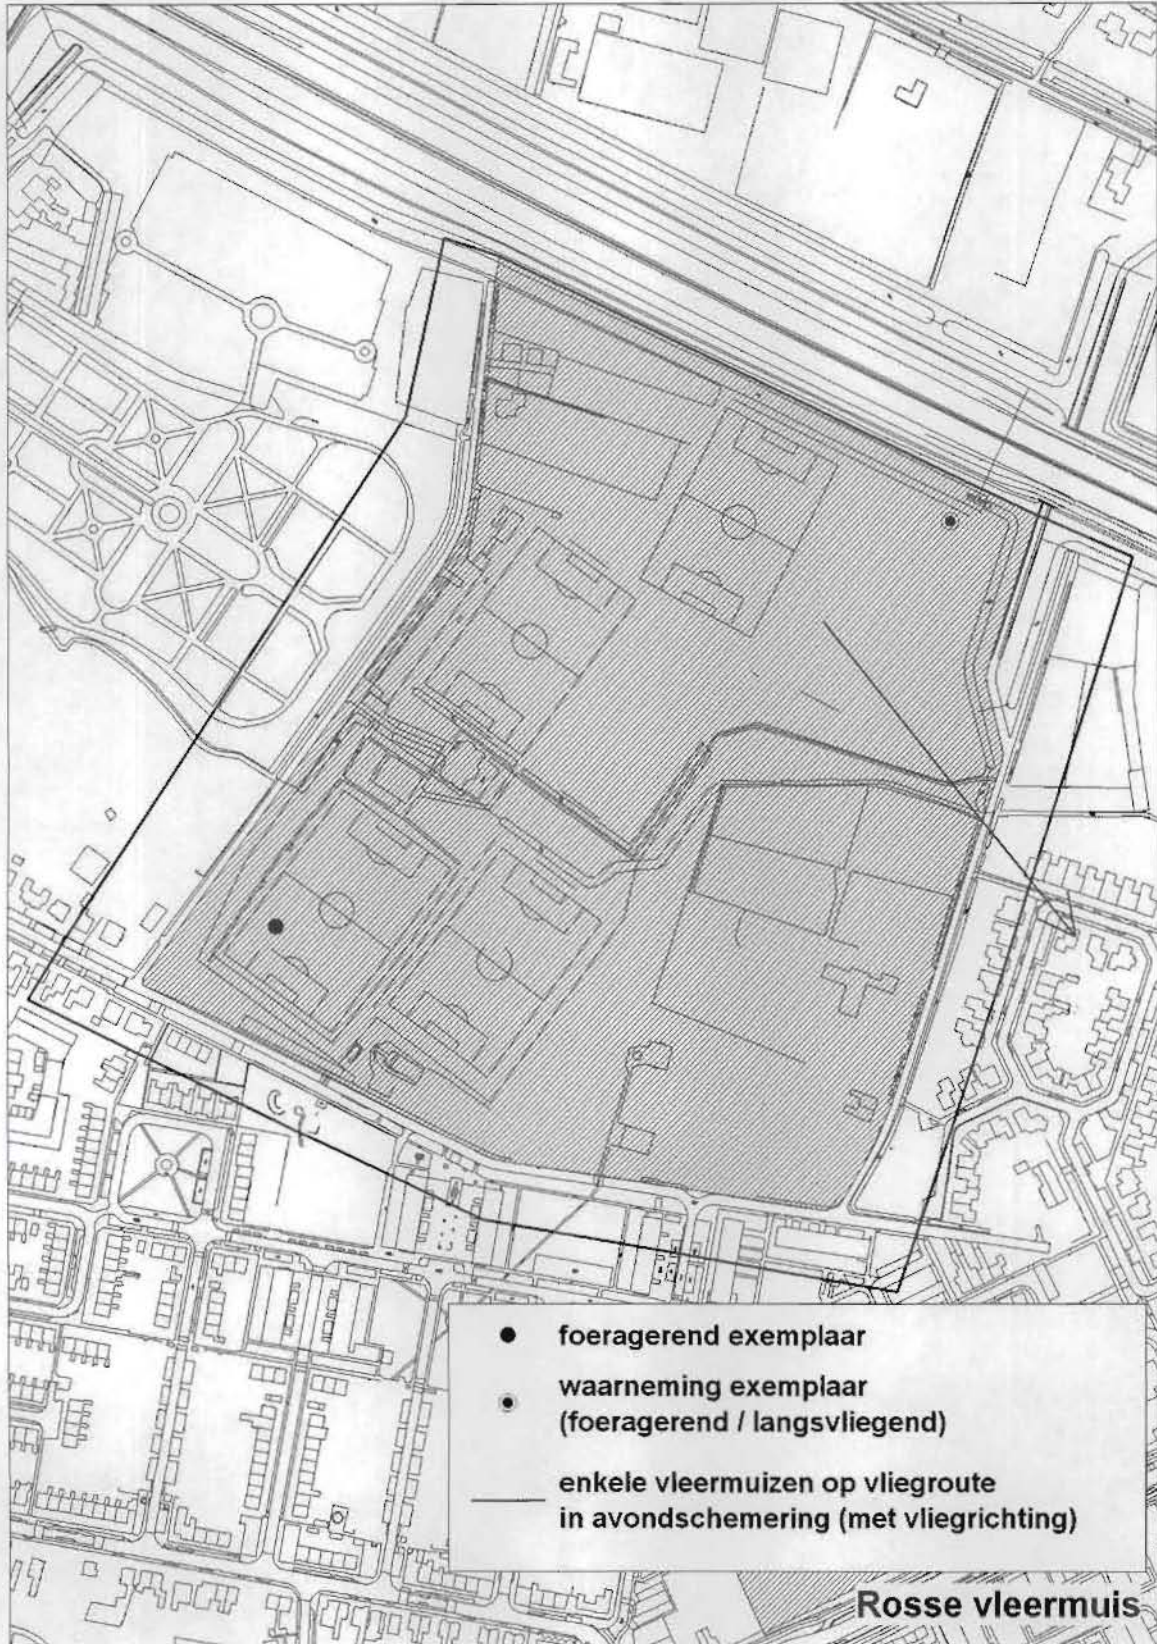 foeragerend exemplaar
waarneming exemplaar
(foeragerend / langsvliegend)
enkele vleermuizen op vliegroute
in avondschemering (met vliegrichting)
Rosse vleermuis